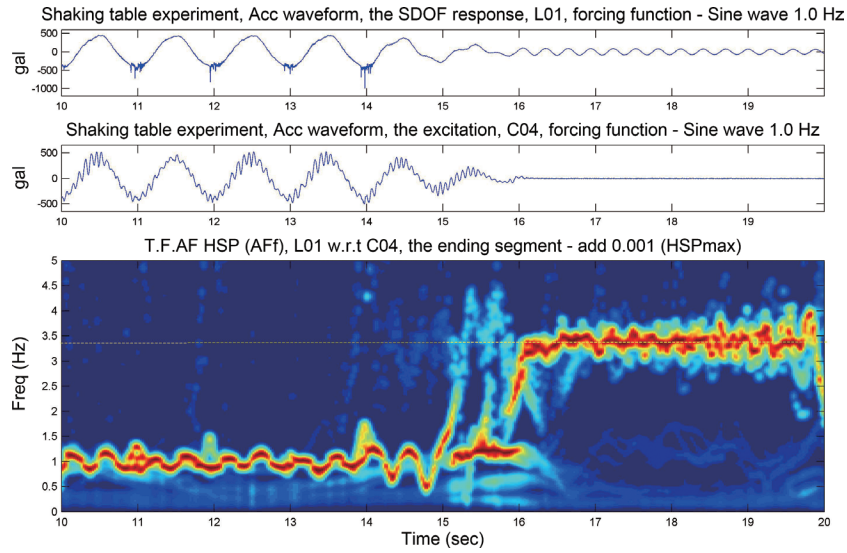 Shaking table experiment, Acc waveform, the SDOF response, L01, forcing function - Sine wave 1.0 Hz
500
0
-500
-1000
gal
10 11 12 13 14 15 16 17 18 19 20
Shaking table experiment, Acc waveform, the excitation, C04, forcing function - Sine wave 1.0 Hz
500
0
-500
gal
10 11 12 13 14 15 16 17 18 19
T.F.AF HSP (AFf), L01 w.r.t C04, the ending segment - add 0.001 (HSPmax)
5
4.5
4
3.5
3
2.5
2
1.5
1
0.5
0
Freq (Hz)
10 11 12 13 14 15 16 17 18 19 20
Time (sec)